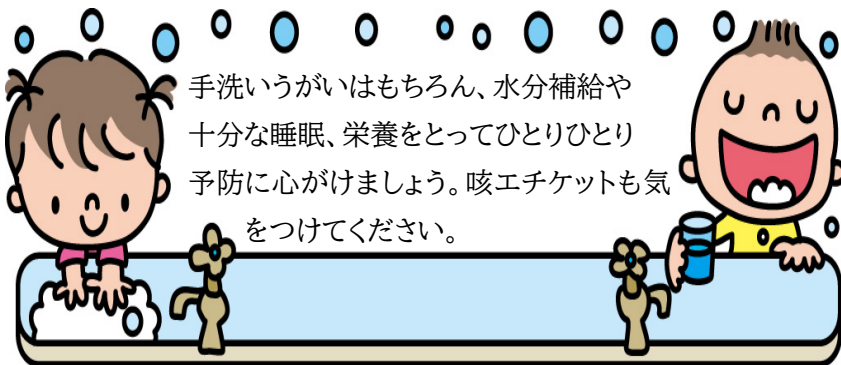 手洗いうがいはもちろん、水分補給や
十分な睡眠、栄養をとってひとりひとり
予防に心がけましょう。咳エチケットも気
をつけてください。